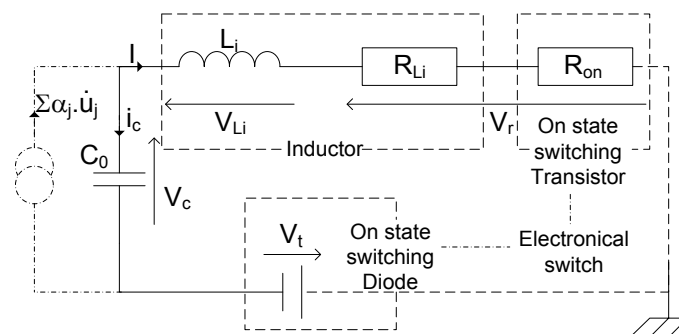 I
L_i
R_Li
R_on
Σα_j.u̇_j
i_c
V_Li
V_r
Inductor
On state
switching
Transistor
C_0
V_c
V_t
On state
switching
Diode
Electronical
switch